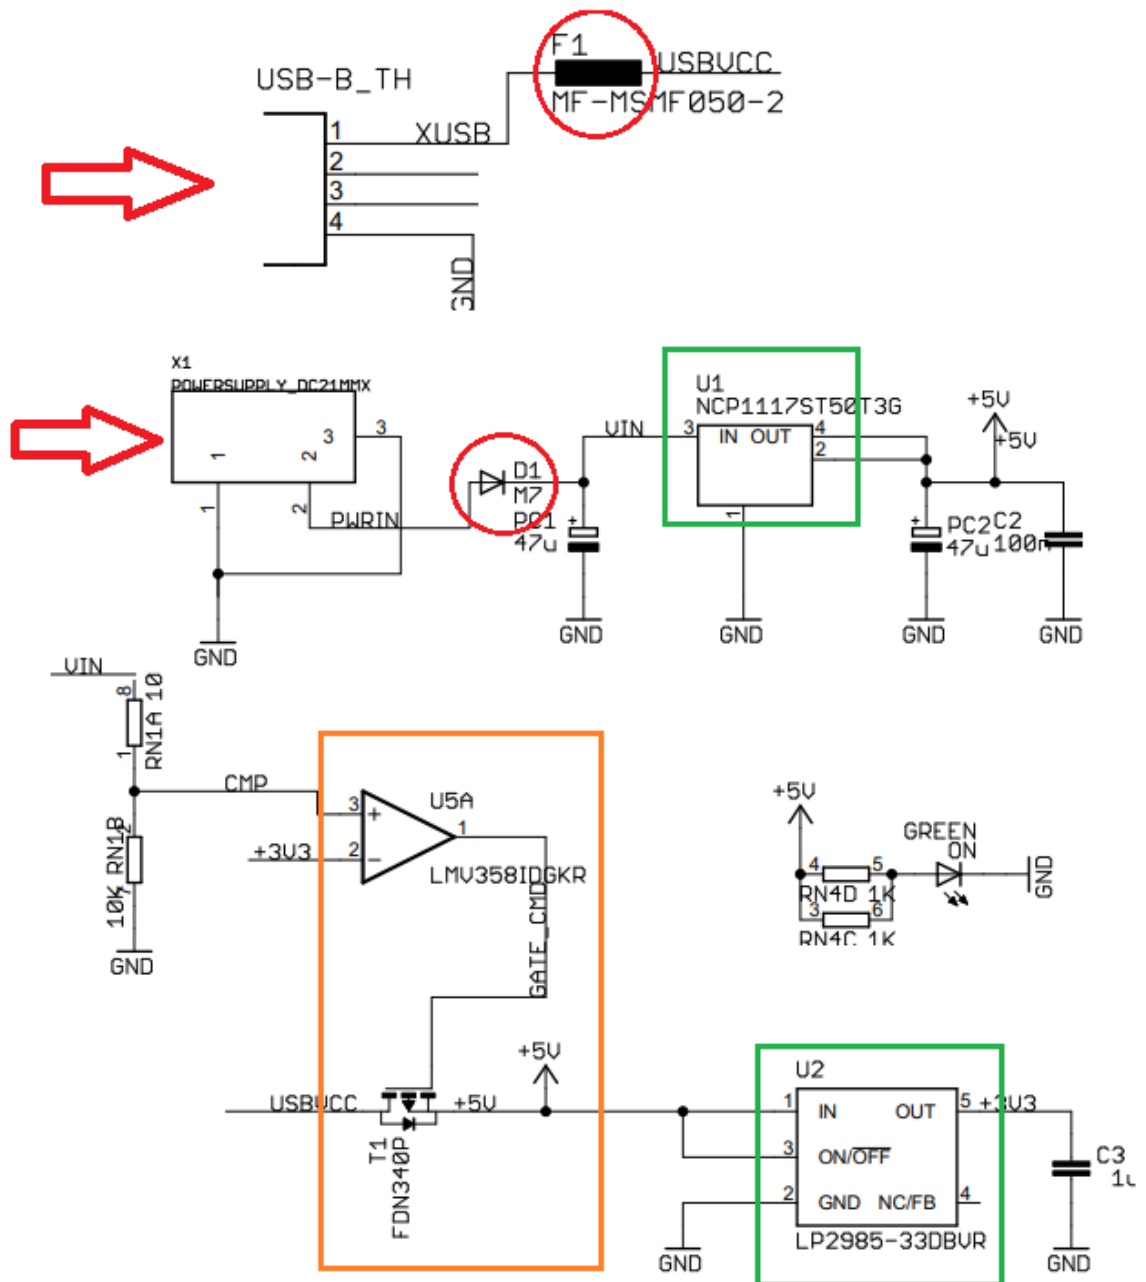 F1
USBVCC
USB-B_TH
MF-MSMF050-2
1
XUSB
2
3
4
GND
X1
POWERSUPPLY_DC21MMX
3
3
1
2
1
2
PWRIN
GND
D1
M7
PC1
47u
+
GND
VIN
U1
NCP1117ST50T3G
3
IN OUT
4
2
1
GND
+5V
+5V
+
PC2
47u
C2
100n
GND
GND
VIN
8
RN1A 10
1
CMP
2
10K RN1B
7
GND
3
+
U5A
1
+3V3
2
-
LMV358IDGKR
GATE_CMD
+5V
GREEN
ON
4
5
RN4D 1K
3
6
RN4C 1K
GND
USBVCC
+5V
+5V
T1
FDN340P
U2
1
IN
OUT
5
+3V3
3
ON/OFF
2
GND
NC/FB
4
LP2985-33DBVR
GND
C3
1u
GND